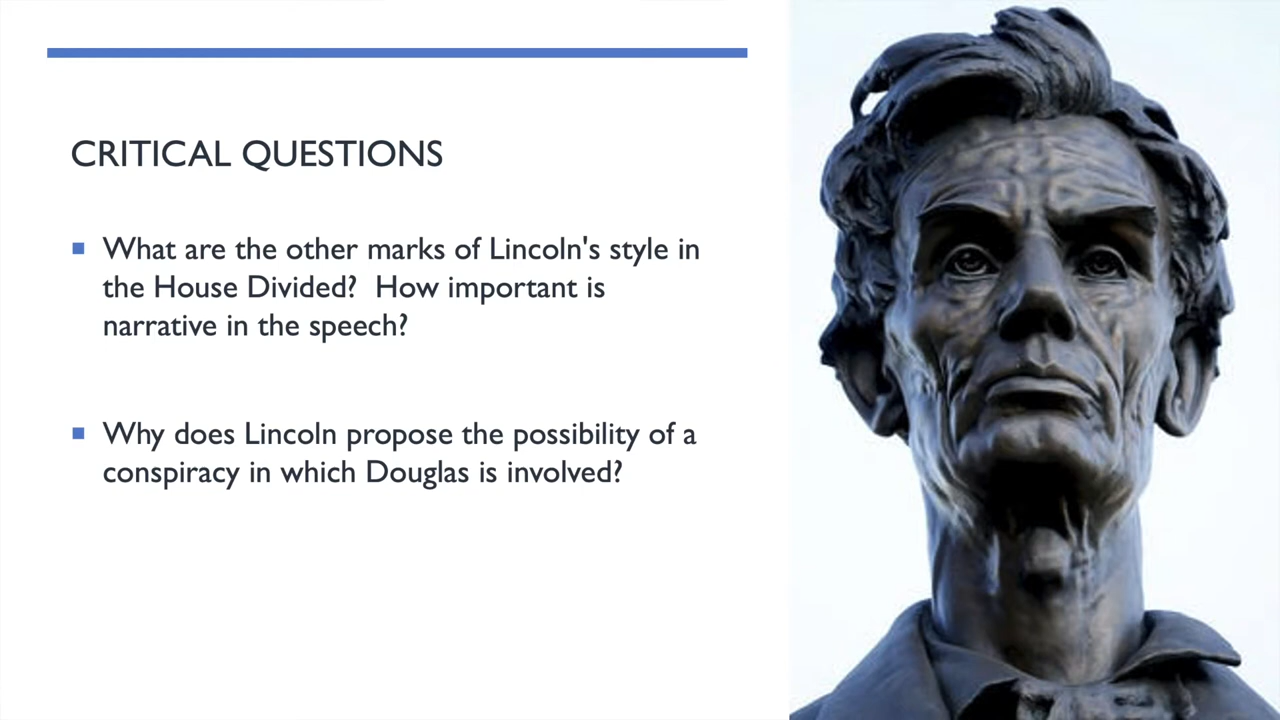 CRITICAL QUESTIONS
What are the other marks of Lincoln's style in
the House Divided?  How important is
narrative in the speech?
Why does Lincoln propose the possibility of a
conspiracy in which Douglas is involved?